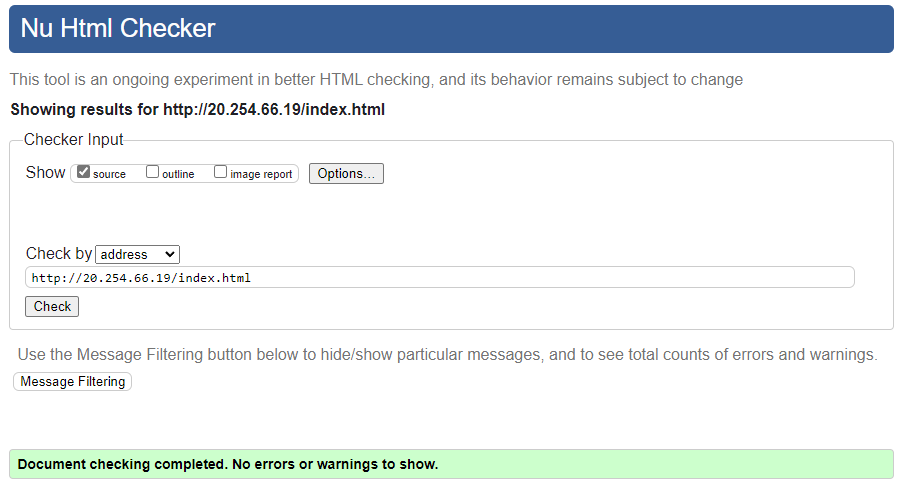 Nu Html Checker
This tool is an ongoing experiment in better HTML checking, and its behavior remains subject to change
Showing results for http://20.254.66.19/index.html
Checker Input
Show source outline image report Options...
Check by address
http://20.254.66.19/index.html
Check
Use the Message Filtering button below to hide/show particular messages, and to see total counts of errors and warnings.
Message Filtering
Document checking completed. No errors or warnings to show.